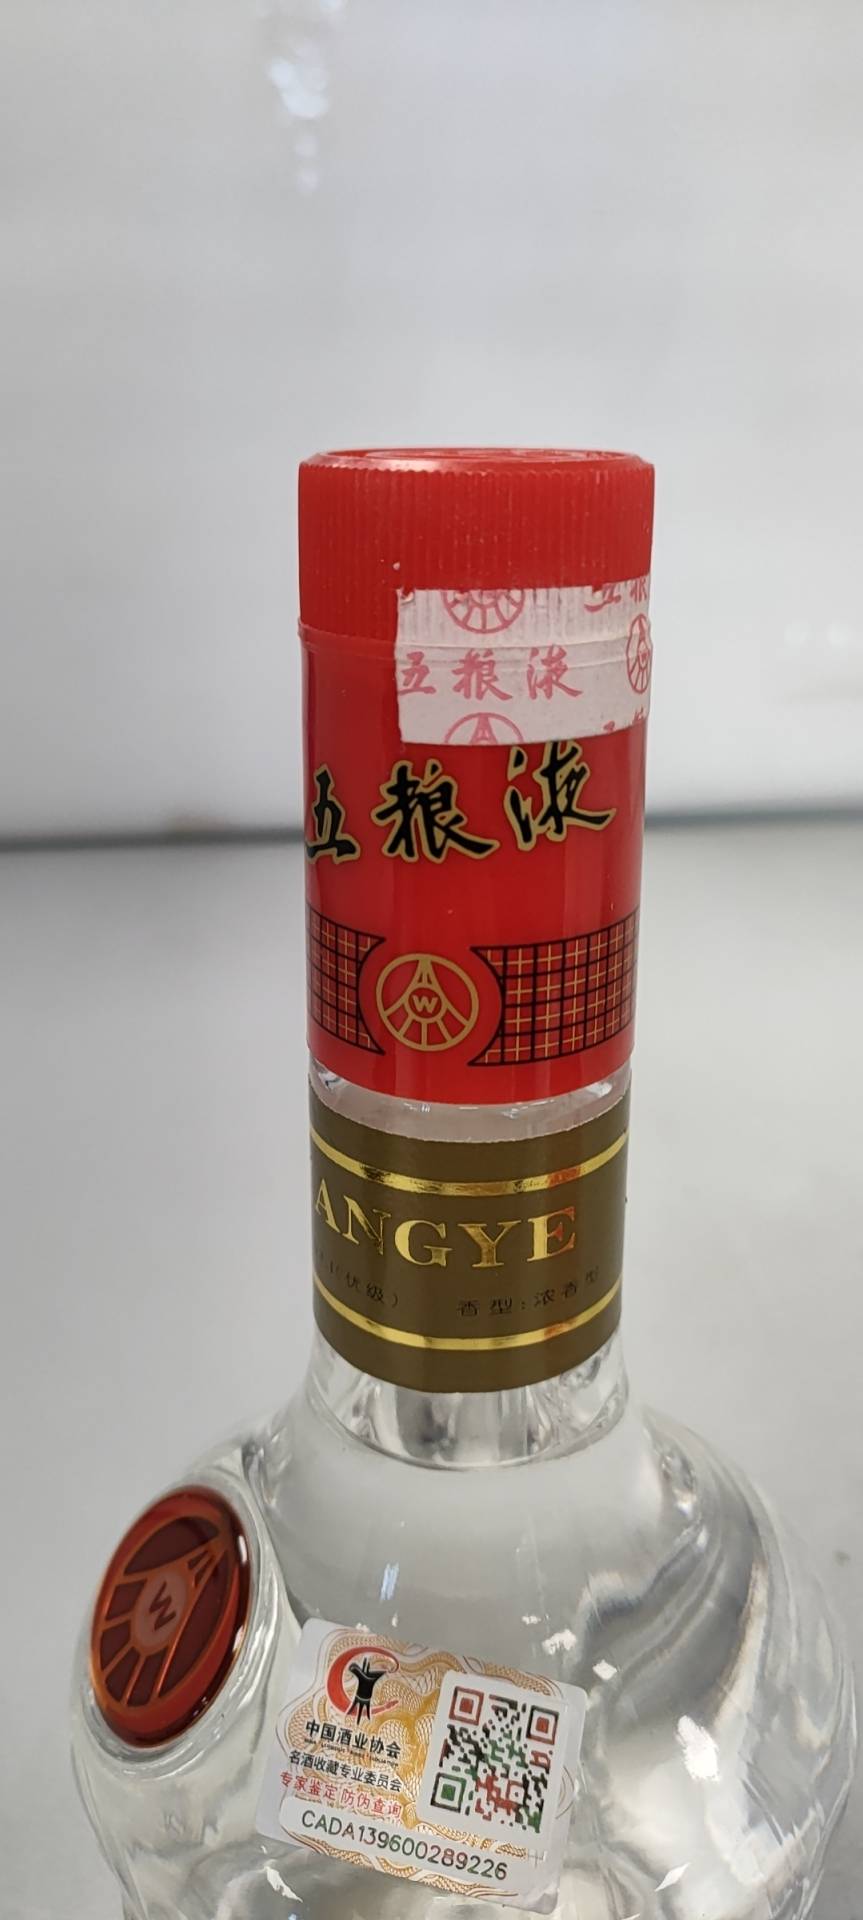 五粮液
五粮液
W
ANGYE
(优级) 香型:浓香型
W
中国酒业协会
名酒收藏专业委员会
专家鉴定 防伪查询
CADA139600289226